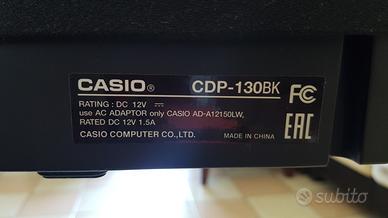 CASIO® CDP-130BK FC
RATING : DC 12V ⎓
use AC ADAPTOR only CASIO AD-A12150LW,
RATED DC 12V 1.5A
CASIO COMPUTER CO.,LTD. MADE IN CHINA
EAC
subito